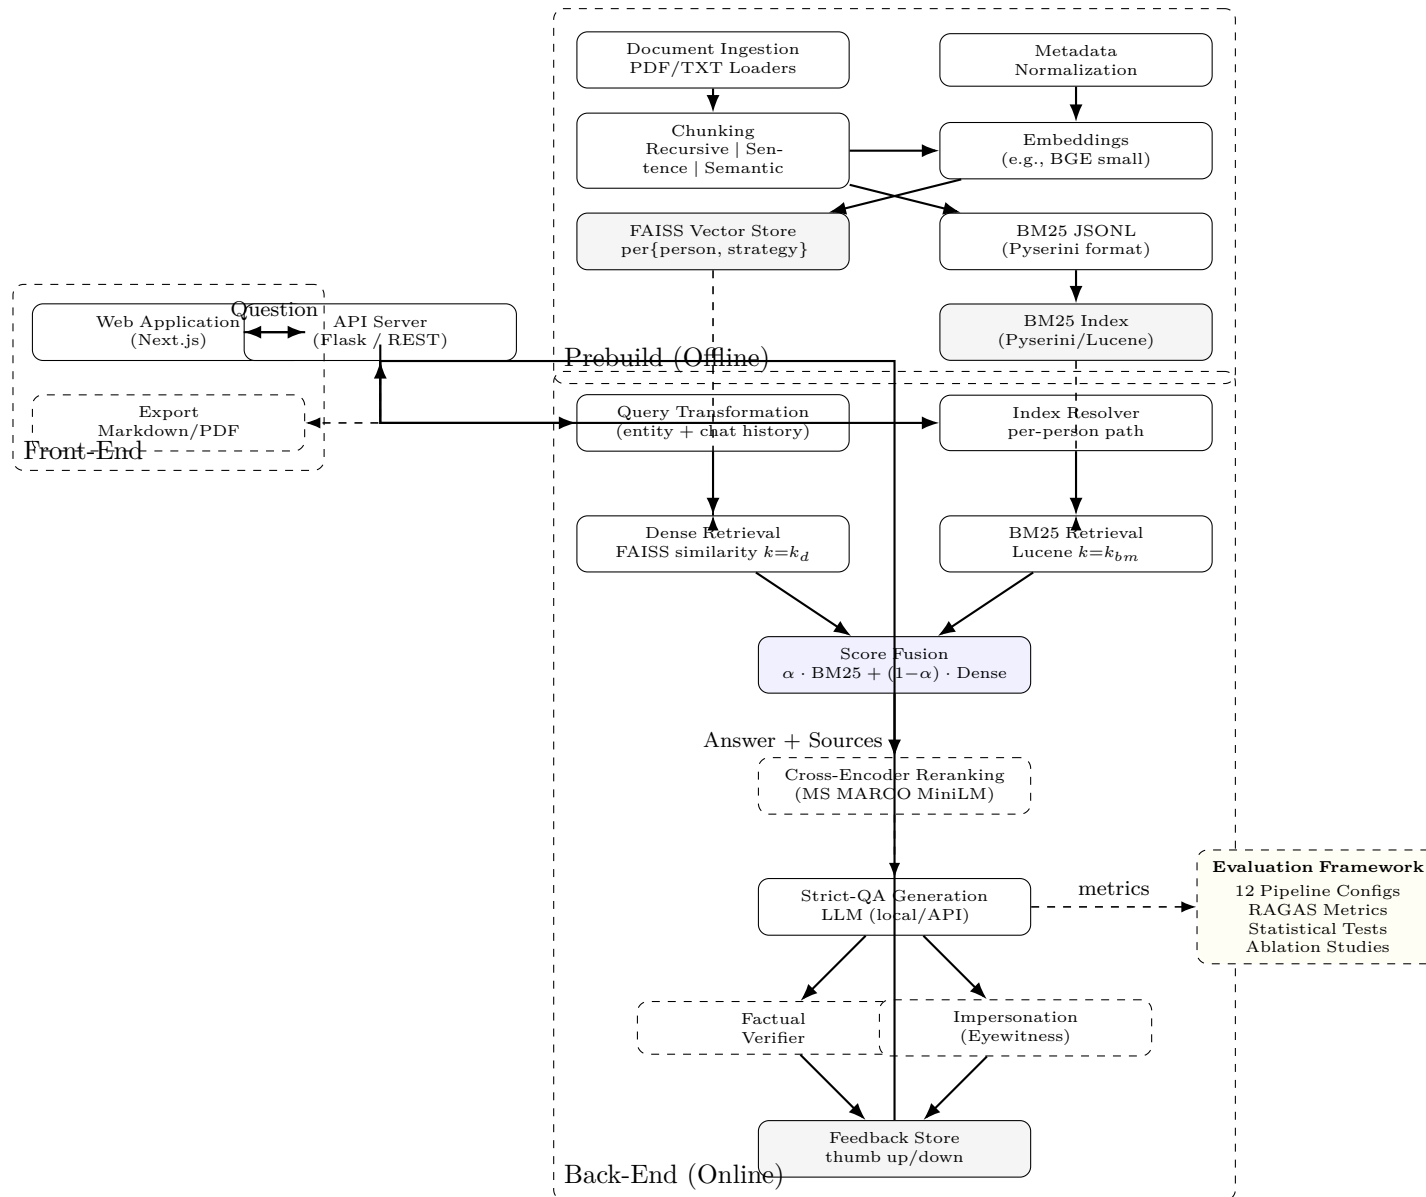 Document Ingestion
PDF/TXT Loaders
Metadata
Normalization
Chunking
Recursive | Sen-
tence | Semantic
Embeddings
(e.g., BGE small)
FAISS Vector Store
per{person, strategy}
BM25 JSONL
(Pyserini format)
Question
Web Application
(Next.js)
API Server
(Flask / REST)
BM25 Index
(Pyserini/Lucene)
Prebuild (Offline)
Export
Markdown/PDF
Front-End
Query Transformation
(entity + chat history)
Index Resolver
per-person path
Dense Retrieval
FAISS similarity k=k_d
BM25 Retrieval
Lucene k=k_{bm}
Score Fusion
α · BM25 + (1−α) · Dense
Answer + Sources
Cross-Encoder Reranking
(MS MARCO MiniLM)
Strict-QA Generation
LLM (local/API)
metrics
Evaluation Framework
12 Pipeline Configs
RAGAS Metrics
Statistical Tests
Ablation Studies
Factual
Verifier
Impersonation
(Eyewitness)
Feedback Store
thumb up/down
Back-End (Online)